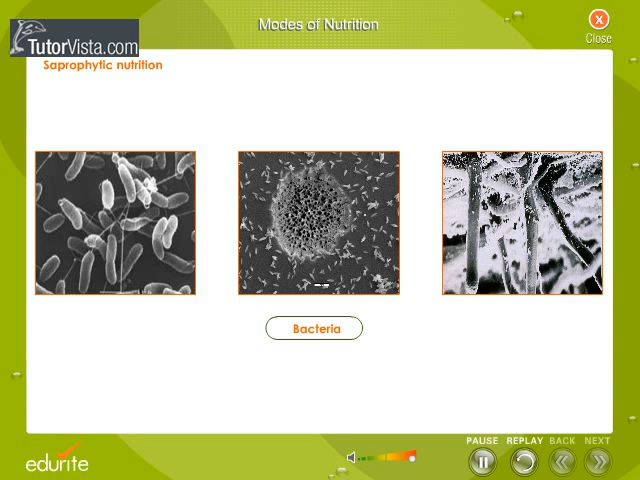 Modes of Nutrition
X
Close
TutorVista.com
Saprophytic nutrition
Bacteria
PAUSE REPLAY BACK NEXT
edurite